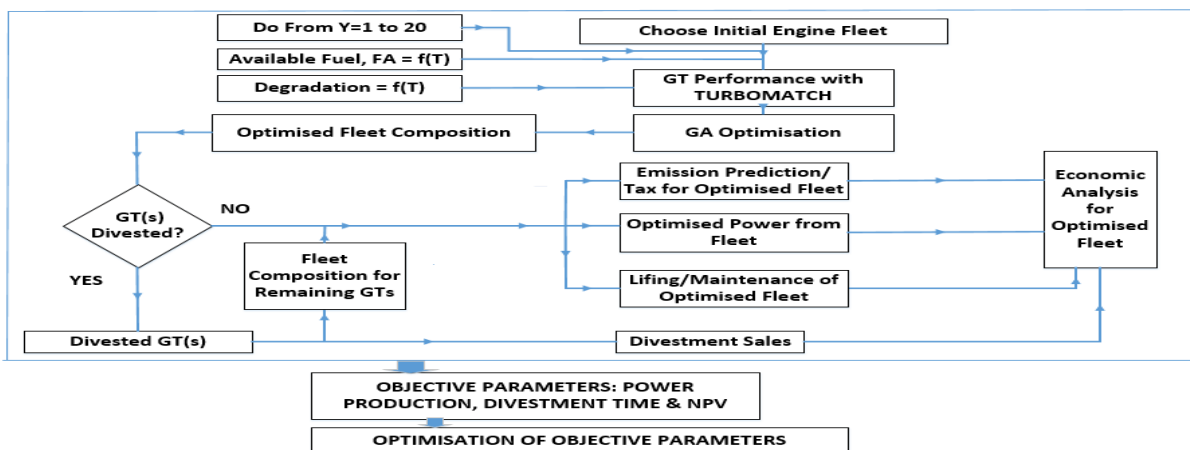 Do From Y=1 to 20
Choose Initial Engine Fleet
Available Fuel, FA = f(T)
GT Performance with
TURBOMATCH
Degradation = f(T)
Optimised Fleet Composition
GA Optimisation
Emission Prediction/
Tax for Optimised Fleet
Economic
Analysis
for
Optimised
Fleet
GT(s)
Divested?
NO
Optimised Power from
Fleet
Fleet
Composition for
Remaining GTs
YES
Lifing/Maintenance of
Optimised Fleet
Divested GT(s)
Divestment Sales
OBJECTIVE PARAMETERS: POWER
PRODUCTION, DIVESTMENT TIME & NPV
OPTIMISATION OF OBJECTIVE PARAMETERS